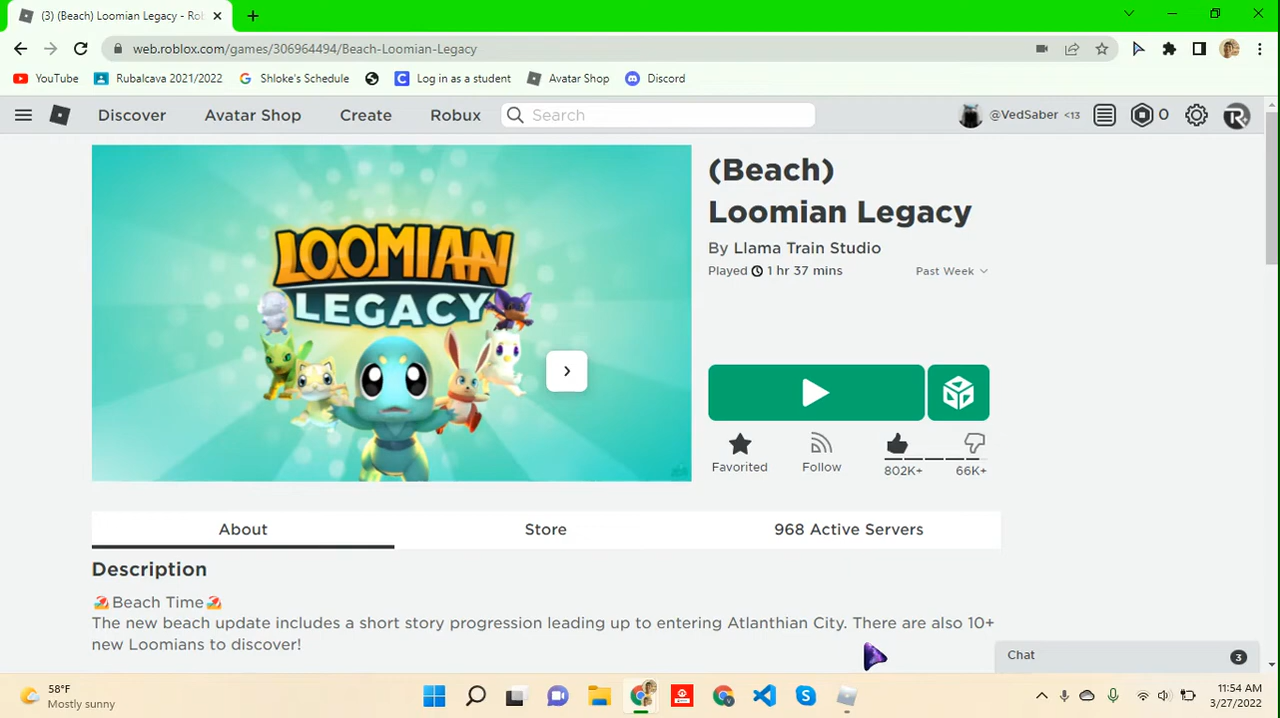 (3) (Beach) Loomian Legacy - Rob
web.roblox.com/games/306964494/Beach-Loomian-Legacy
YouTube
Rubalcava 2021/2022
Shloke's Schedule
Log in as a student
Avatar Shop
Discord
Discover
Avatar Shop
Create
Robux
Search
@VedSaber <13
0
LOOMIAN
LEGACY
(Beach)
Loomian Legacy
By Llama Train Studio
Played 1 hr 37 mins
Past Week
Favorited
Follow
802K+
66K+
About
Store
968 Active Servers
Description
🏖️Beach Time🏖️
The new beach update includes a short story progression leading up to entering Atlanthian City. There are also 10+
new Loomians to discover!
Chat
3
58°F
Mostly sunny
11:54 AM
3/27/2022